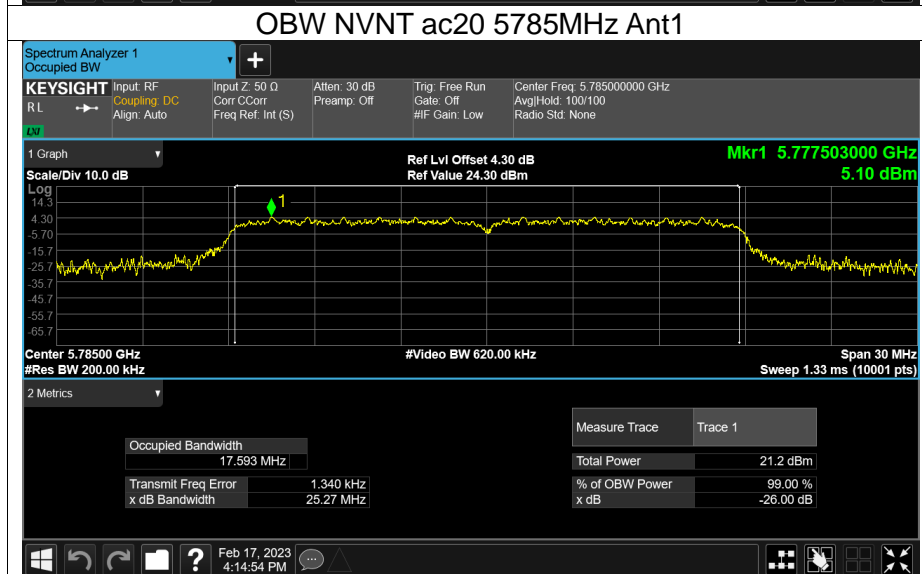 OBW NVNT ac20 5785MHz Ant1
Spectrum Analyzer 1
Occupied BW
+
KEYSIGHT Input: RF Input Z: 50 Ω Atten: 30 dB Trig: Free Run Center Freq: 5.785000000 GHz
R L Coupling: DC Corr CCorr Preamp: Off Gate: Off Avg|Hold: 100/100
Align: Auto Freq Ref: Int (S) #IF Gain: Low Radio Std: None
LXI
1 Graph Ref Lvl Offset 4.30 dB Mkr1 5.777503000 GHz
Scale/Div 10.0 dB Ref Value 24.30 dBm 5.10 dBm
Log
14.3
1
4.30
-5.70
-15.7
-25.7
-35.7
-45.7
-55.7
-65.7
Center 5.78500 GHz #Video BW 620.00 kHz Span 30 MHz
#Res BW 200.00 kHz Sweep 1.33 ms (10001 pts)
2 Metrics
Measure Trace Trace 1
Occupied Bandwidth
17.593 MHz Total Power 21.2 dBm
Transmit Freq Error 1.340 kHz % of OBW Power 99.00 %
x dB Bandwidth 25.27 MHz x dB -26.00 dB
? Feb 17, 2023
4:14:54 PM